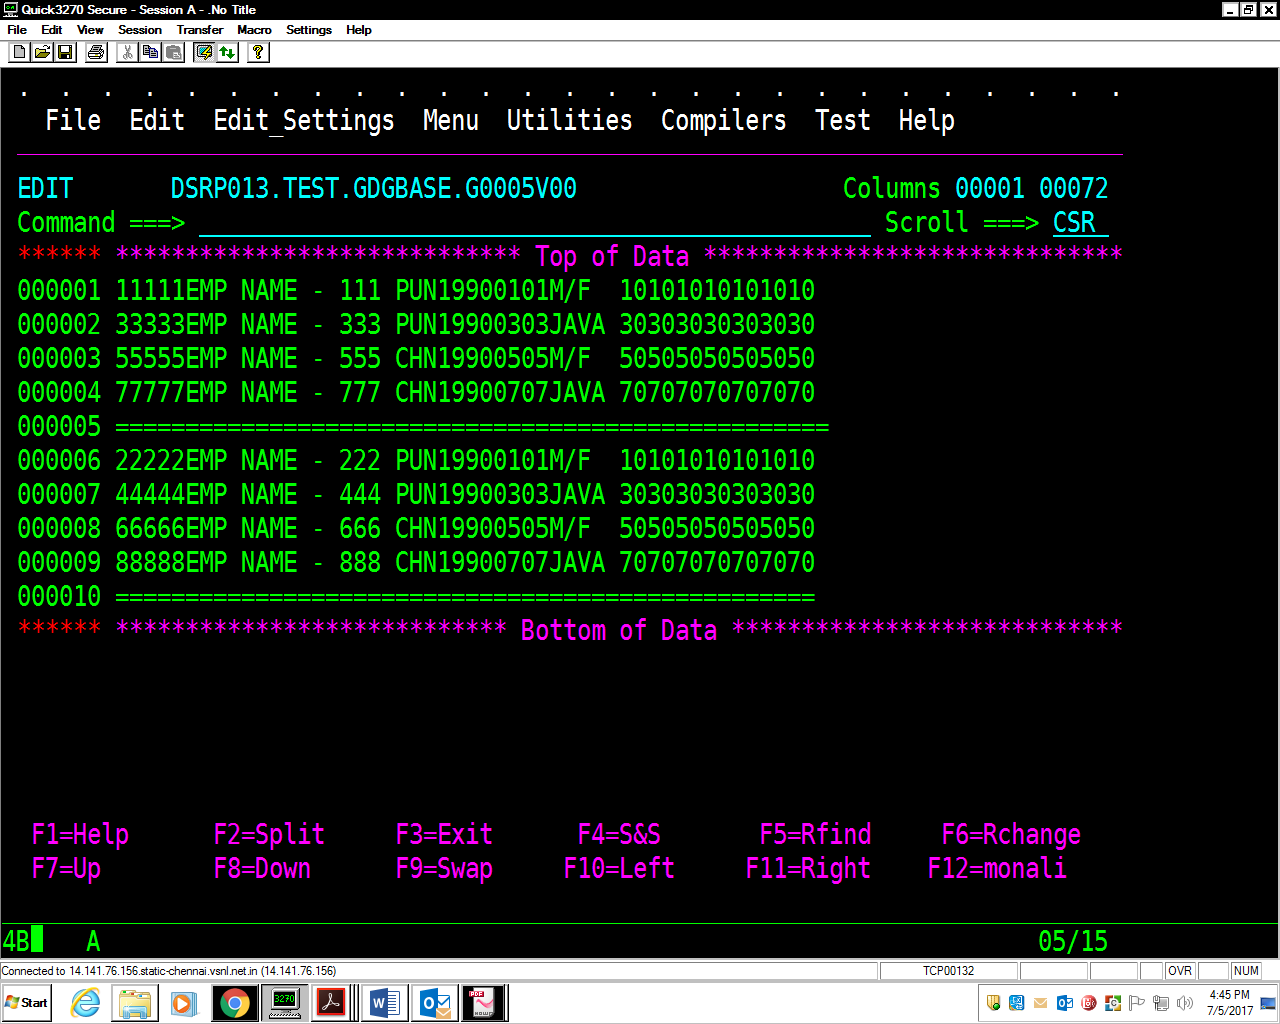 Quick3270 Secure - Session A - .No Title
File Edit View Session Transfer Macro Settings Help
. . . . . . . . . . . . . . . . . . . . . . . . . . .
File Edit Edit_Settings Menu Utilities Compilers Test Help
EDIT DSRP013.TEST.GDGBASE.G0005V00 Columns 00001 00072
Command ===> Scroll ===> CSR
****** ***************************** Top of Data ******************************
000001 11111EMP NAME - 111 PUN19900101M/F  10101010101010
000002 33333EMP NAME - 333 PUN19900303JAVA 30303030303030
000003 55555EMP NAME - 555 CHN19900505M/F  50505050505050
000004 77777EMP NAME - 777 CHN19900707JAVA 70707070707070
000005 ===================================================
000006 22222EMP NAME - 222 PUN19900101M/F  10101010101010
000007 44444EMP NAME - 444 PUN19900303JAVA 30303030303030
000008 66666EMP NAME - 666 CHN19900505M/F  50505050505050
000009 88888EMP NAME - 888 CHN19900707JAVA 70707070707070
000010 ==================================================
****** **************************** Bottom of Data ****************************
F1=Help F2=Split F3=Exit F4=S&S F5=Rfind F6=Rchange
F7=Up F8=Down F9=Swap F10=Left F11=Right F12=monali
4B A 05/15
Connected to 14.141.76.156.static-chennai.vsnl.net.in (14.141.76.156) TCP00132 OVR NUM
Start 3270 4:45 PM
7/5/2017